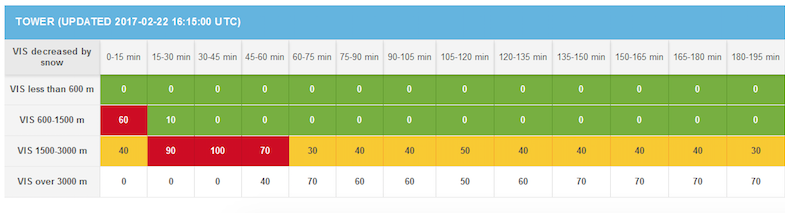 TOWER (UPDATED 2017-02-22 16:15:00 UTC)
VIS decreased by snow 0-15 min 15-30 min 30-45 min 45-60 min 60-75 min 75-90 min 90-105 min 105-120 min 120-135 min 135-150 min 150-165 min 165-180 min 180-195 min
VIS less than 600 m 0 0 0 0 0 0 0 0 0 0 0 0 0
VIS 600-1500 m 60 10 0 0 0 0 0 0 0 0 0 0 0
VIS 1500-3000 m 40 90 100 70 30 40 40 50 40 40 40 40 30
VIS over 3000 m 0 0 0 40 70 60 60 50 60 70 70 70 70